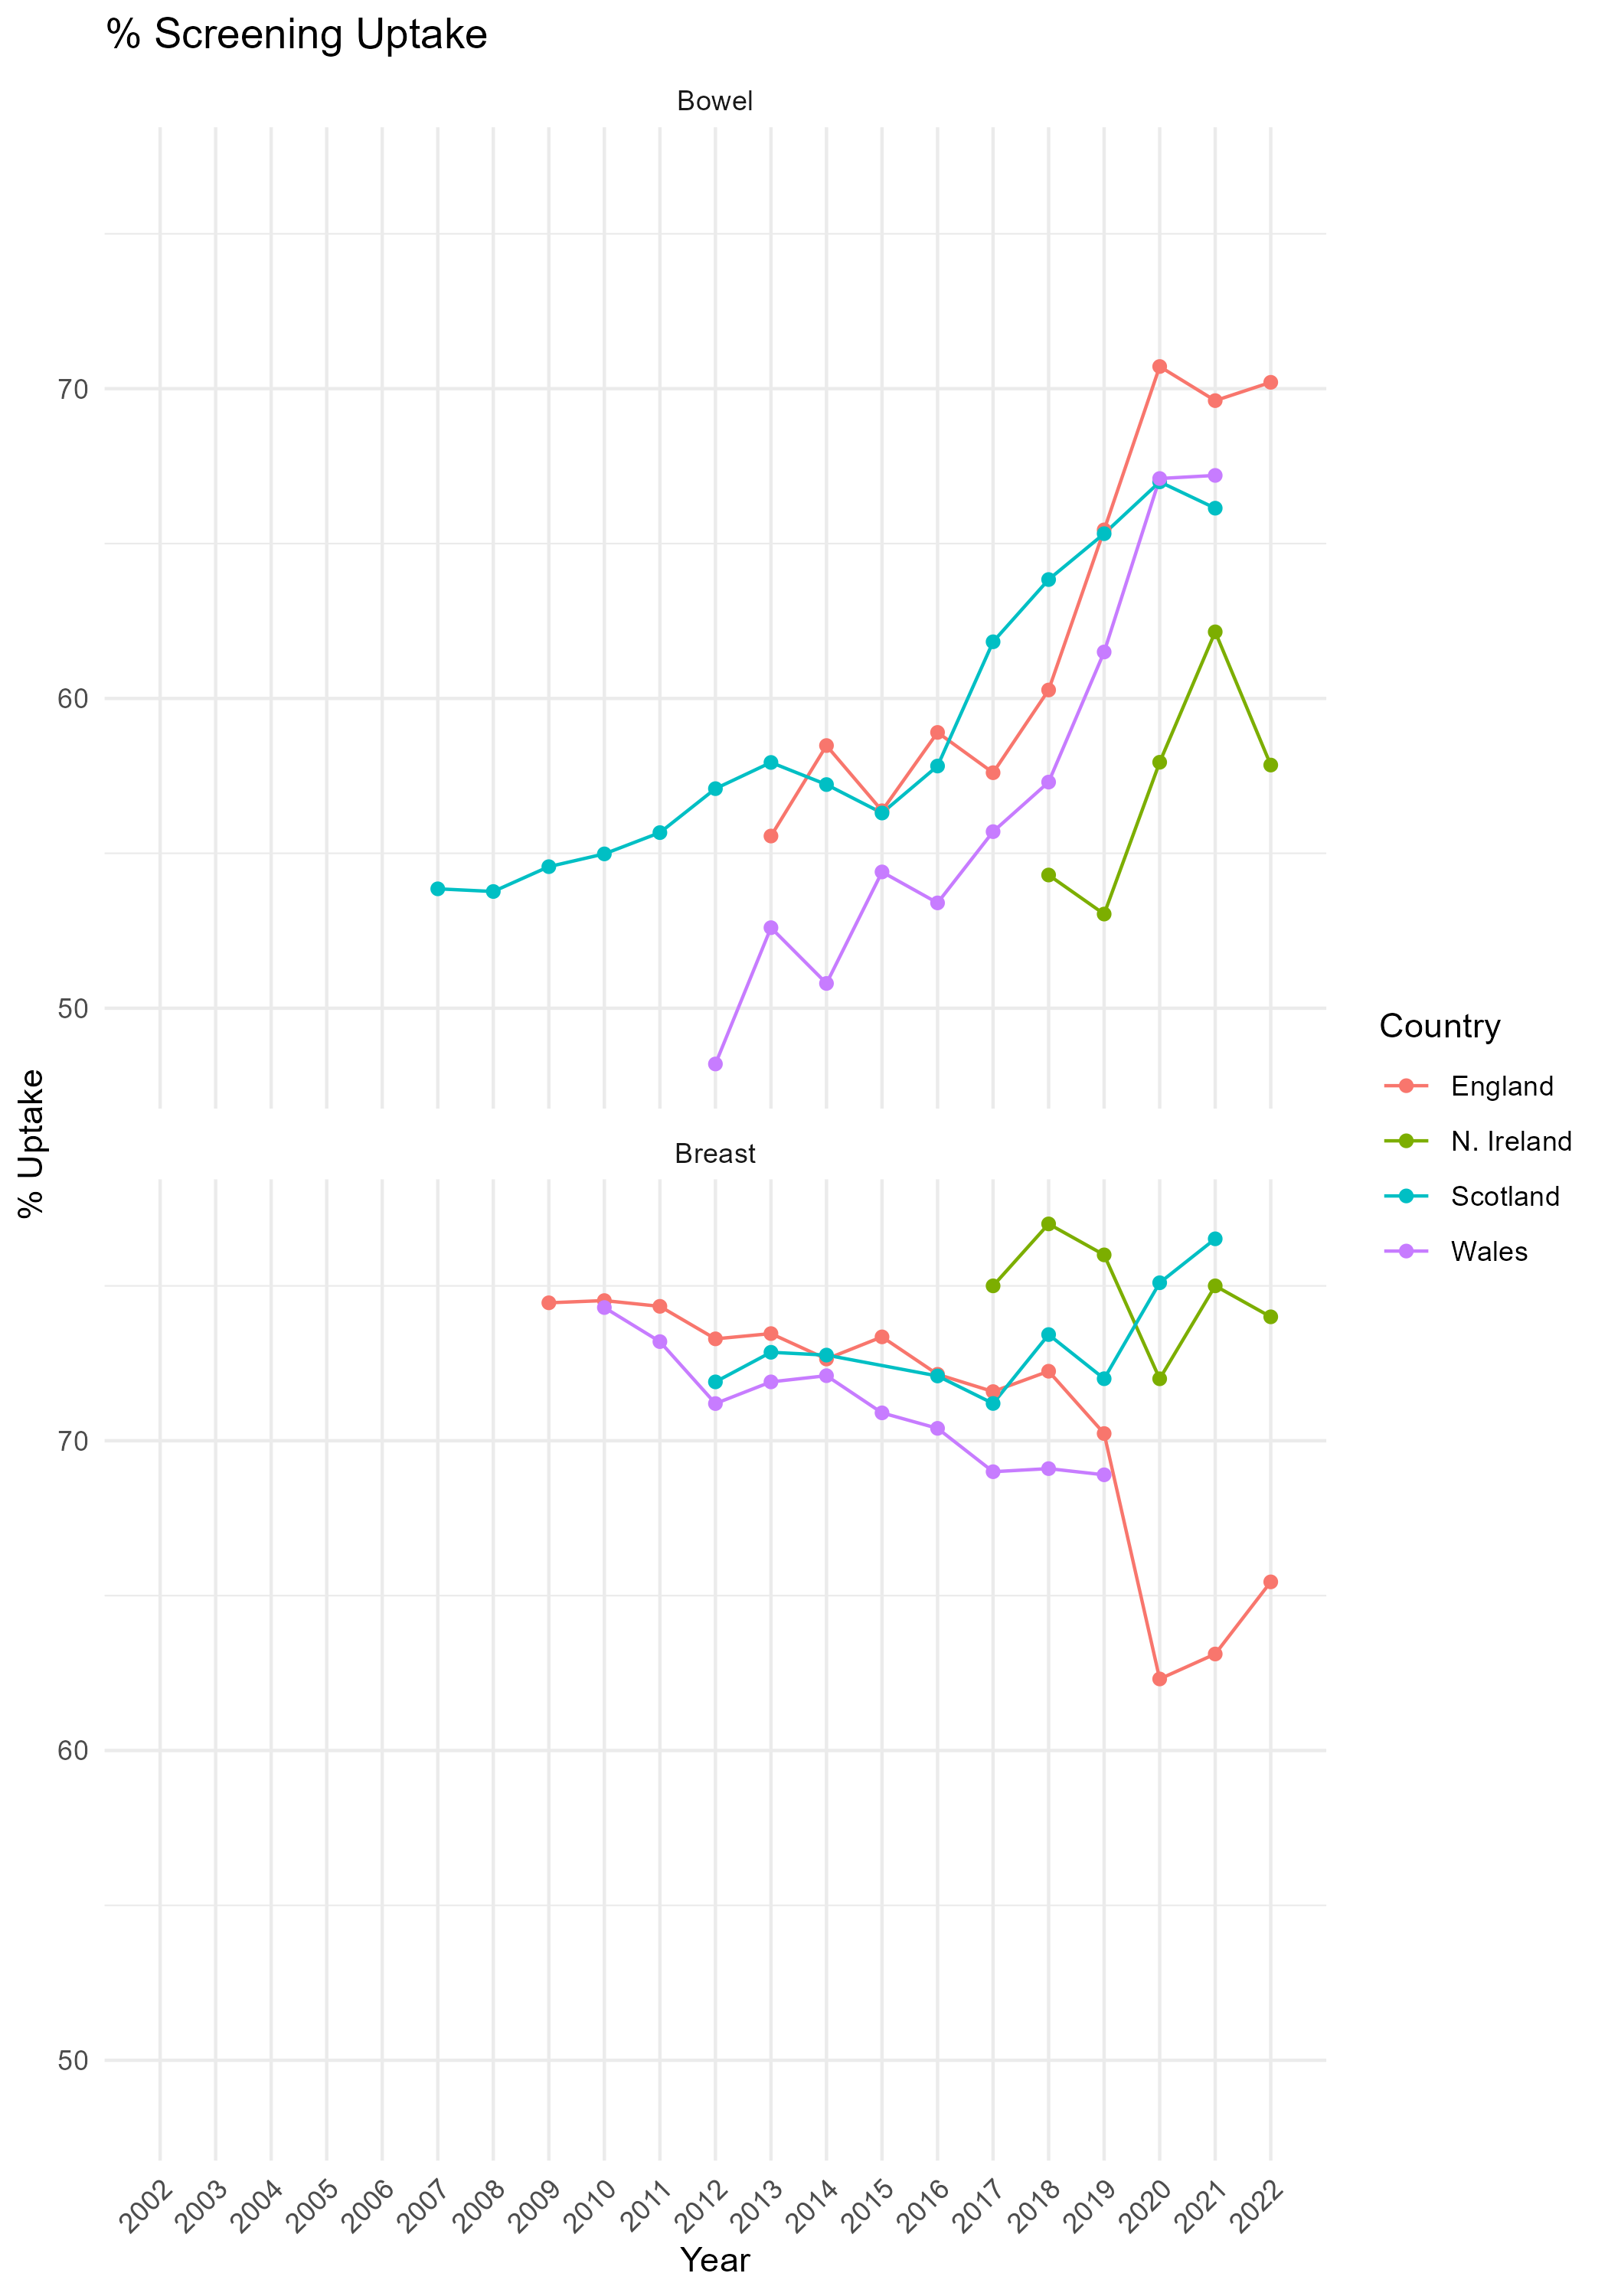 % Screening Uptake
Bowel
70
60
50
% Uptake
Breast
70
60
50
2002 2003 2004 2005 2006 2007 2008 2009 2010 2011 2012 2013 2014 2015 2016 2017 2018 2019 2020 2021 2022
Year
Country
England
N. Ireland
Scotland
Wales